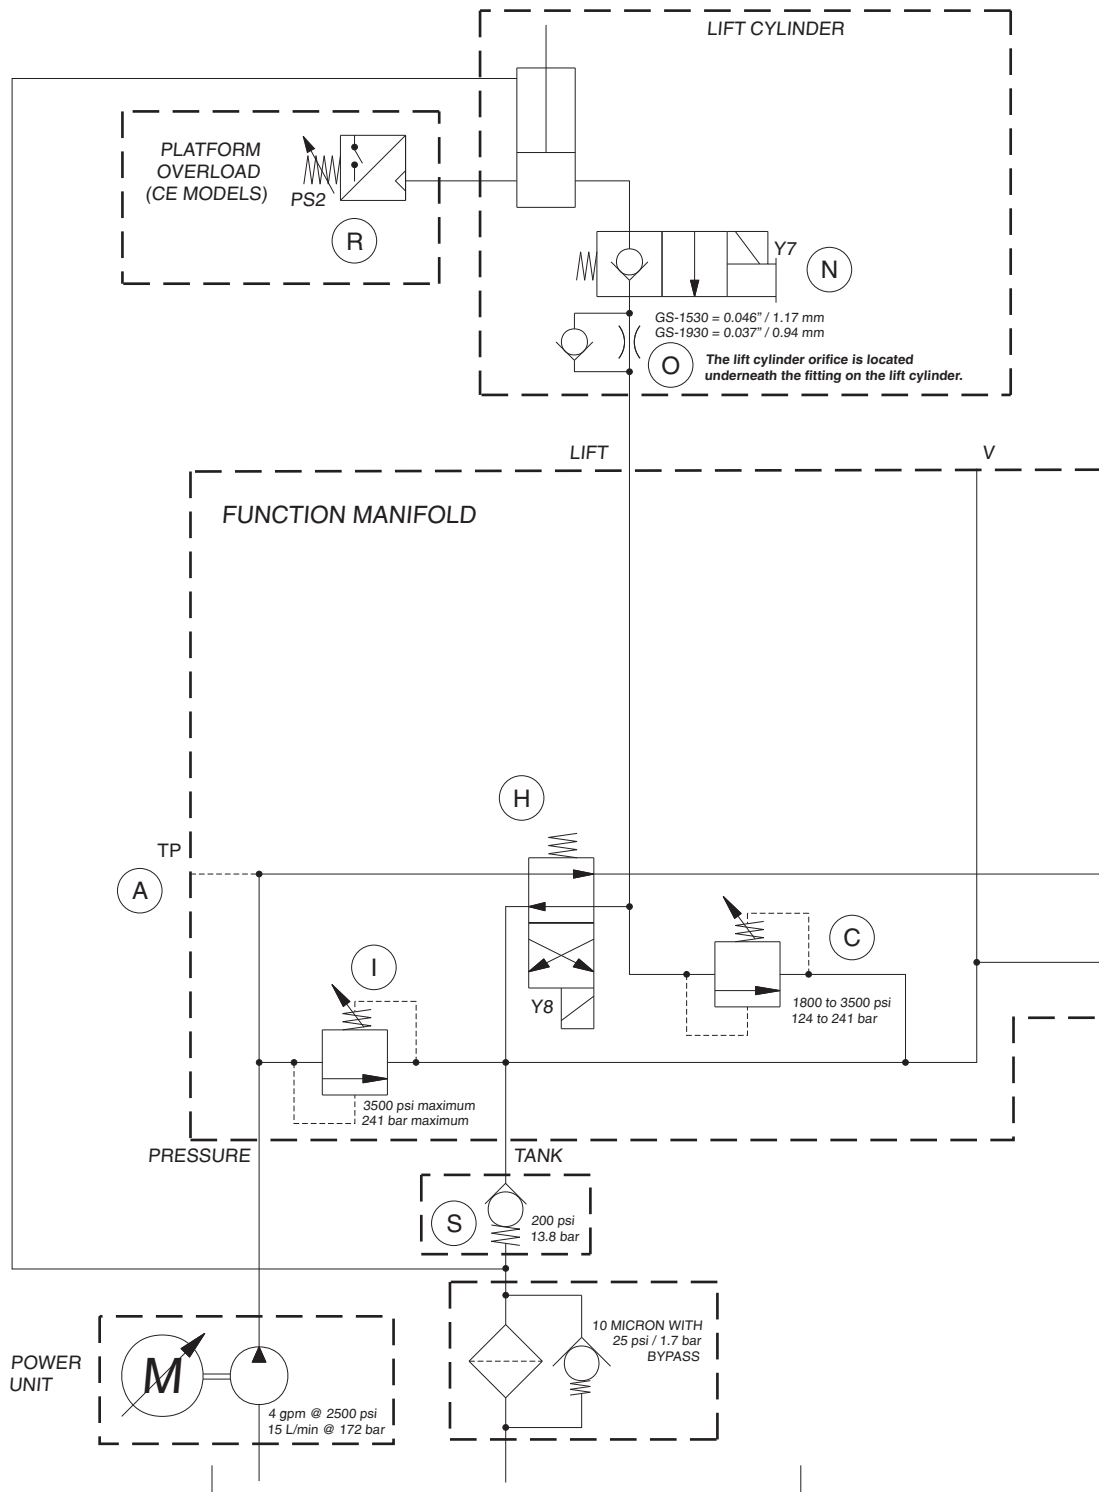 LIFT CYLINDER
PLATFORM
OVERLOAD
(CE MODELS)
PS2
R
Y7
N
GS-1530 = 0.046" / 1.17 mm
GS-1930 = 0.037" / 0.94 mm
O
The lift cylinder orifice is located
underneath the fitting on the lift cylinder.
LIFT
V
FUNCTION MANIFOLD
H
TP
A
C
I
1800 to 3500 psi
124 to 241 bar
Y8
3500 psi maximum
241 bar maximum
PRESSURE
TANK
S
200 psi
13.8 bar
10 MICRON WITH
25 psi / 1.7 bar
BYPASS
POWER
UNIT
M
4 gpm @ 2500 psi
15 L/min @ 172 bar